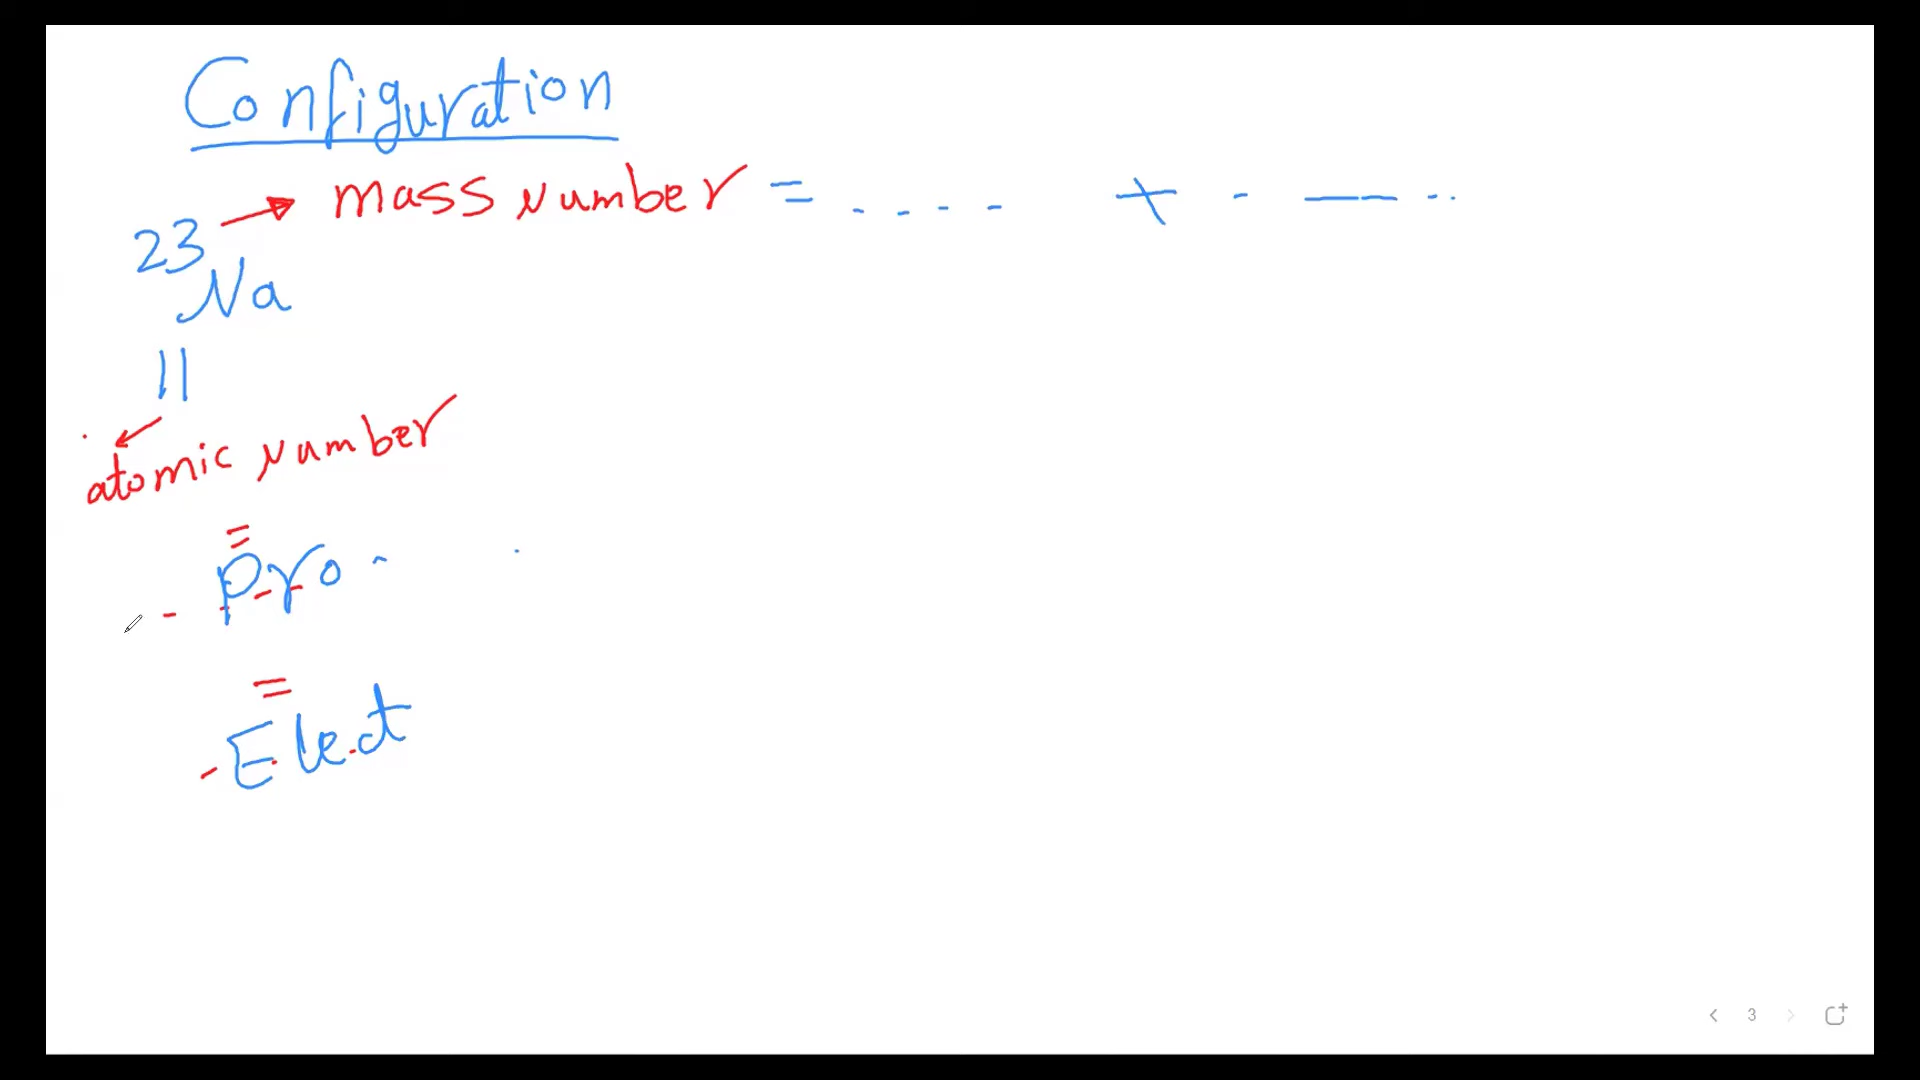 Configuration
23 → mass number = .... + - —— ..
Na
11
atomic number
=
Pro
=
Elect
3